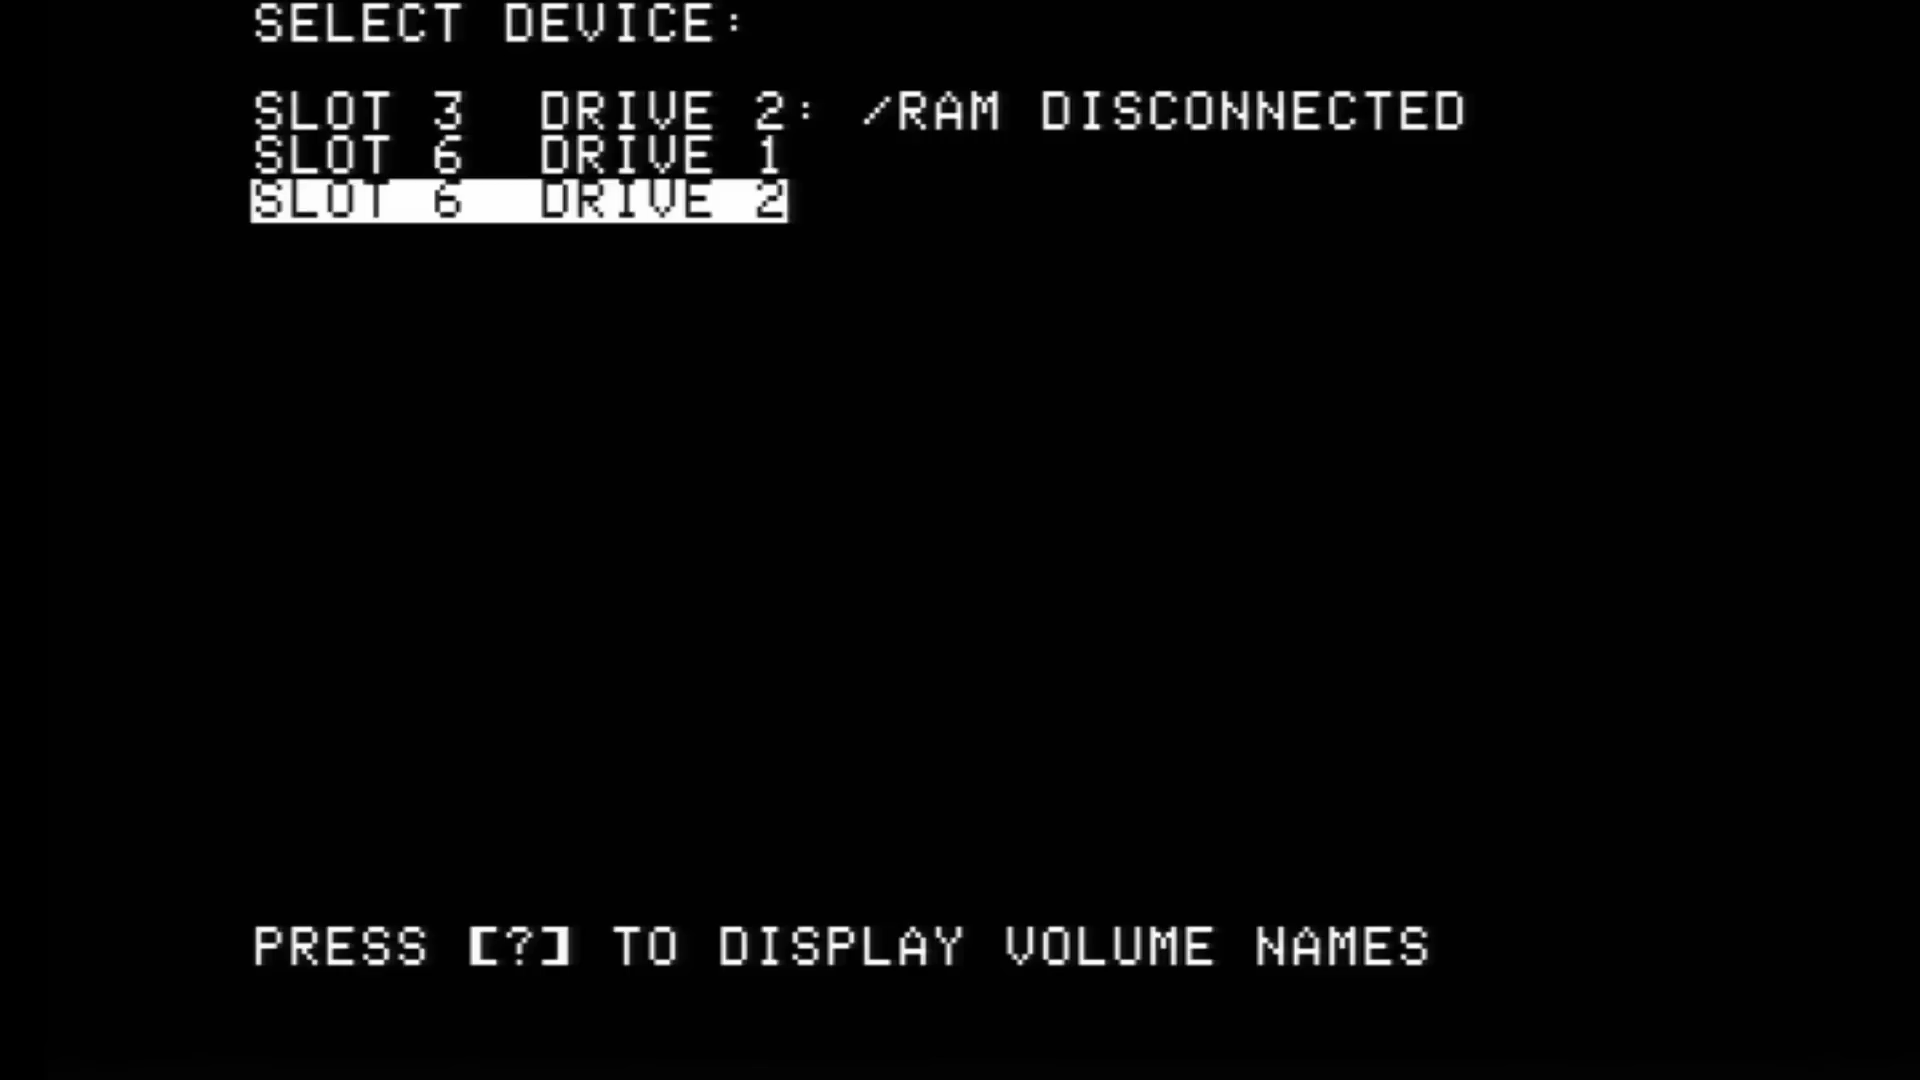 SELECT DEVICE:
SLOT 3  DRIVE 2: /RAM DISCONNECTED
SLOT 6  DRIVE 1
SLOT 6  DRIVE 2
PRESS [?] TO DISPLAY VOLUME NAMES